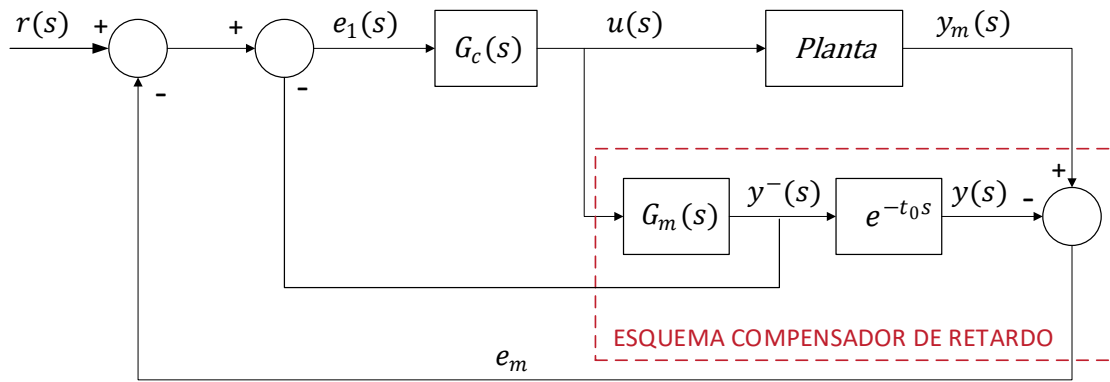 r(s)
+
-
+
-
e₁(s)
G_c(s)
u(s)
Planta
y_m(s)
+
-
G_m(s)
y⁻(s)
e^{-t₀s}
y(s)
ESQUEMA COMPENSADOR DE RETARDO
e_m